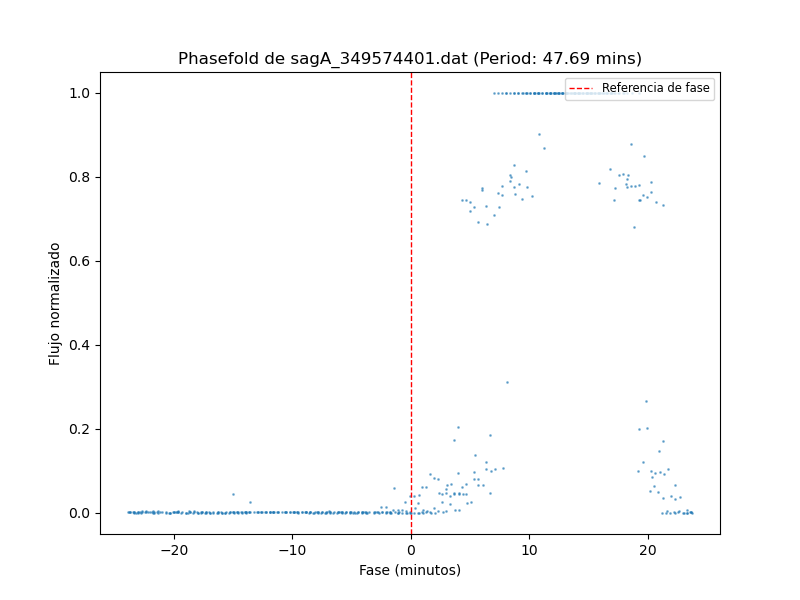 Phasefold de sagA_349574401.dat (Period: 47.69 mins)
Referencia de fase
Flujo normalizado
1.0
0.8
0.6
0.4
0.2
0.0
−20
−10
0
10
20
Fase (minutos)